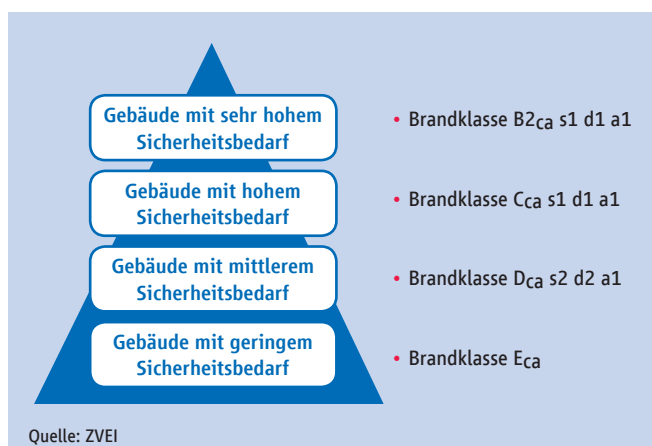 Gebäude mit sehr hohem
Sicherheitsbedarf
• Brandklasse B2ca s1 d1 a1
Gebäude mit hohem
Sicherheitsbedarf
• Brandklasse Cca s1 d1 a1
Gebäude mit mittlerem
Sicherheitsbedarf
• Brandklasse Dca s2 d2 a1
Gebäude mit geringem
Sicherheitsbedarf
• Brandklasse Eca
Quelle: ZVEI